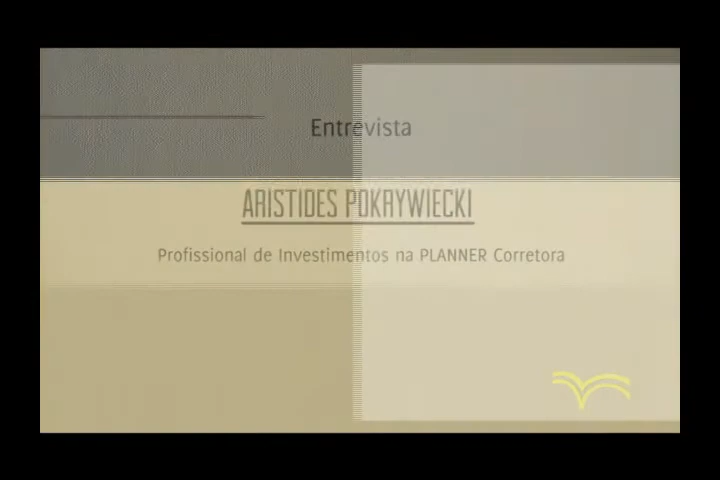 Entrevista
ARISTIDES POKRYWIECKI
Profissional de Investimentos na PLANNER Corretora